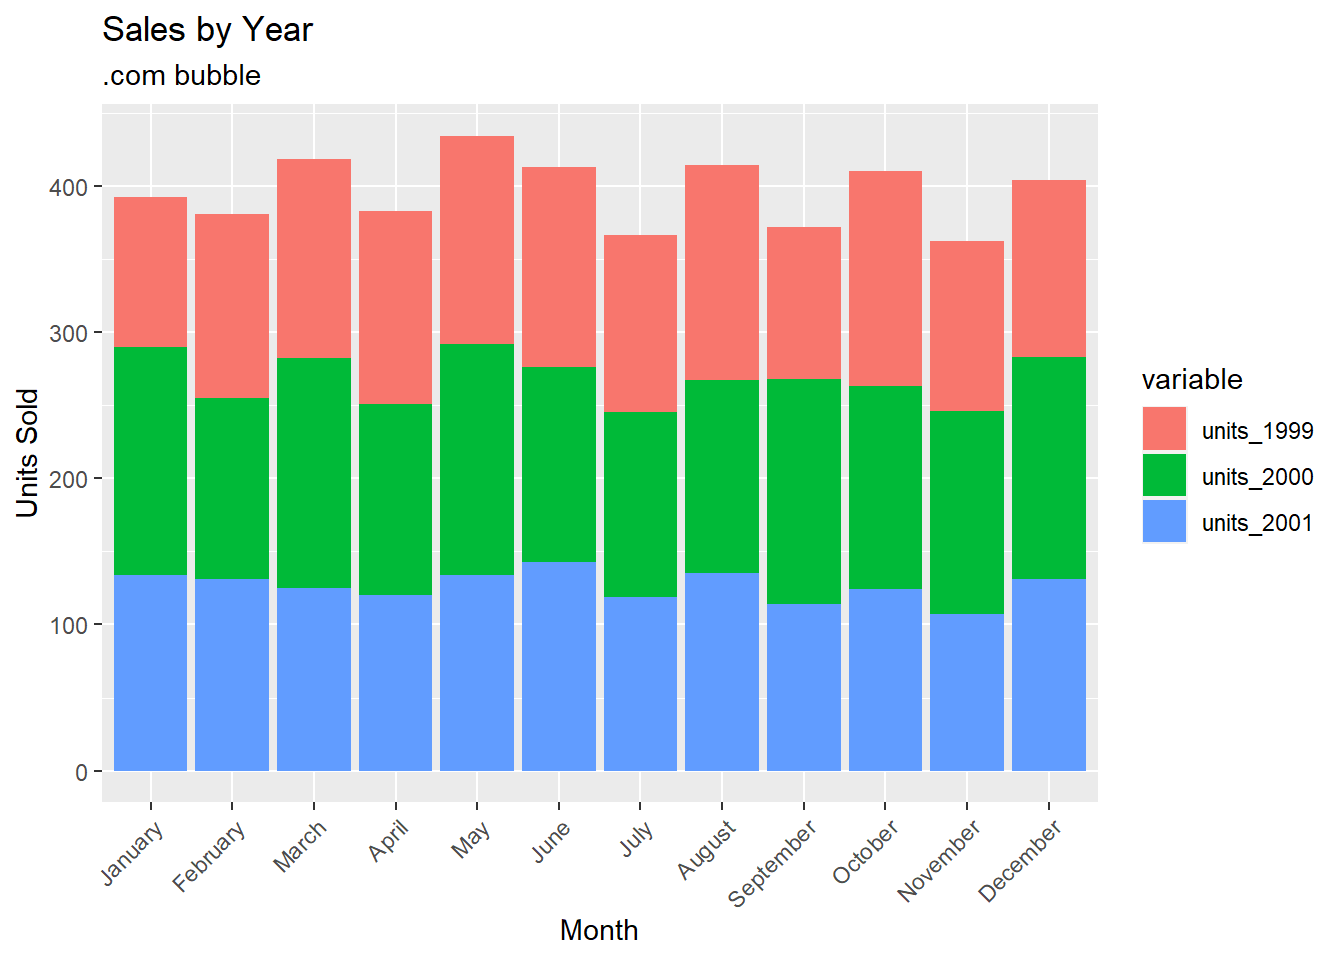 Sales by Year
.com bubble
Units Sold
400
300
200
100
0
January
February
March
April
May
June
July
August
September
October
November
December
Month
variable
units_1999
units_2000
units_2001